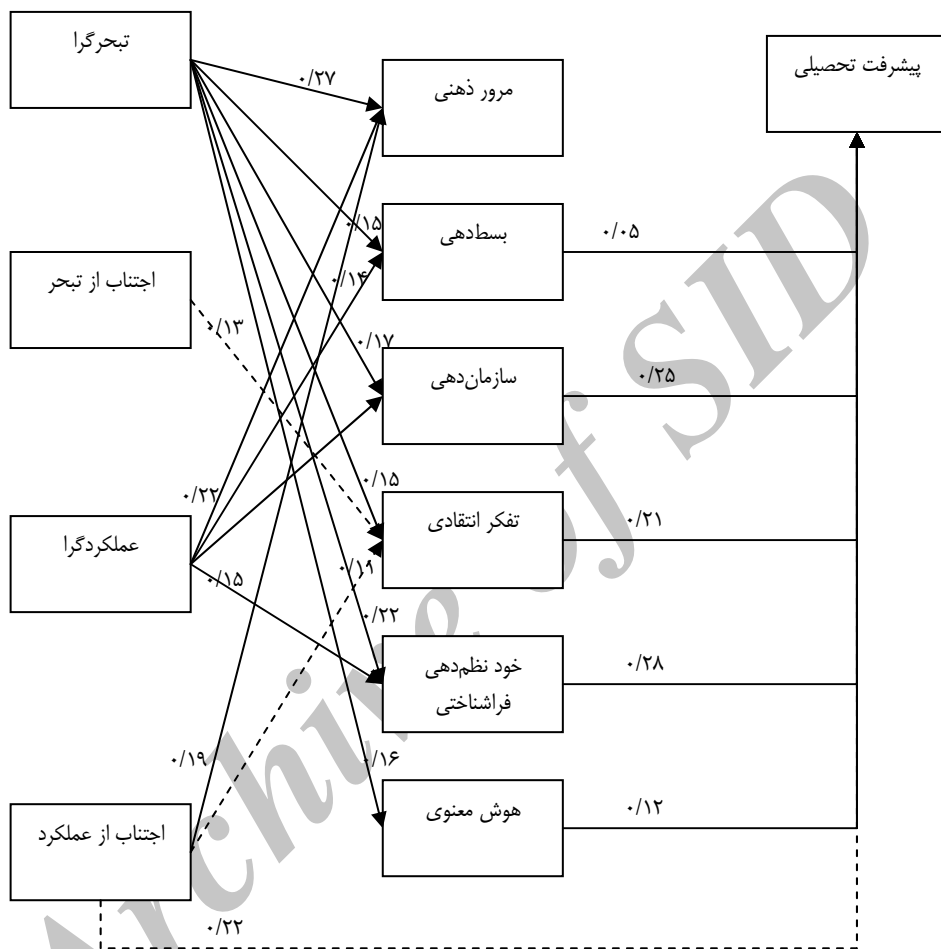 تبحرگرا
پیشرفت تحصیلی
۰/۲۷
مرور ذهنی
۰/۱۵
بسط‌دهی
۰/۰۵
اجتناب از تبحر
۰/۱۴
۰/۱۳
۰/۱۷
سازمان‌دهی
۰/۲۵
۰/۲۲
۰/۱۵
تفکر انتقادی
۰/۲۱
عملکردگرا
۰/۱۵
۰/۱۱
۰/۲۲
خود نظم‌دهی
فراشناختی
۰/۲۸
۰/۱۹
۰/۱۶
هوش معنوی
۰/۱۲
اجتناب از عملکرد
۰/۲۲
Archive of SID